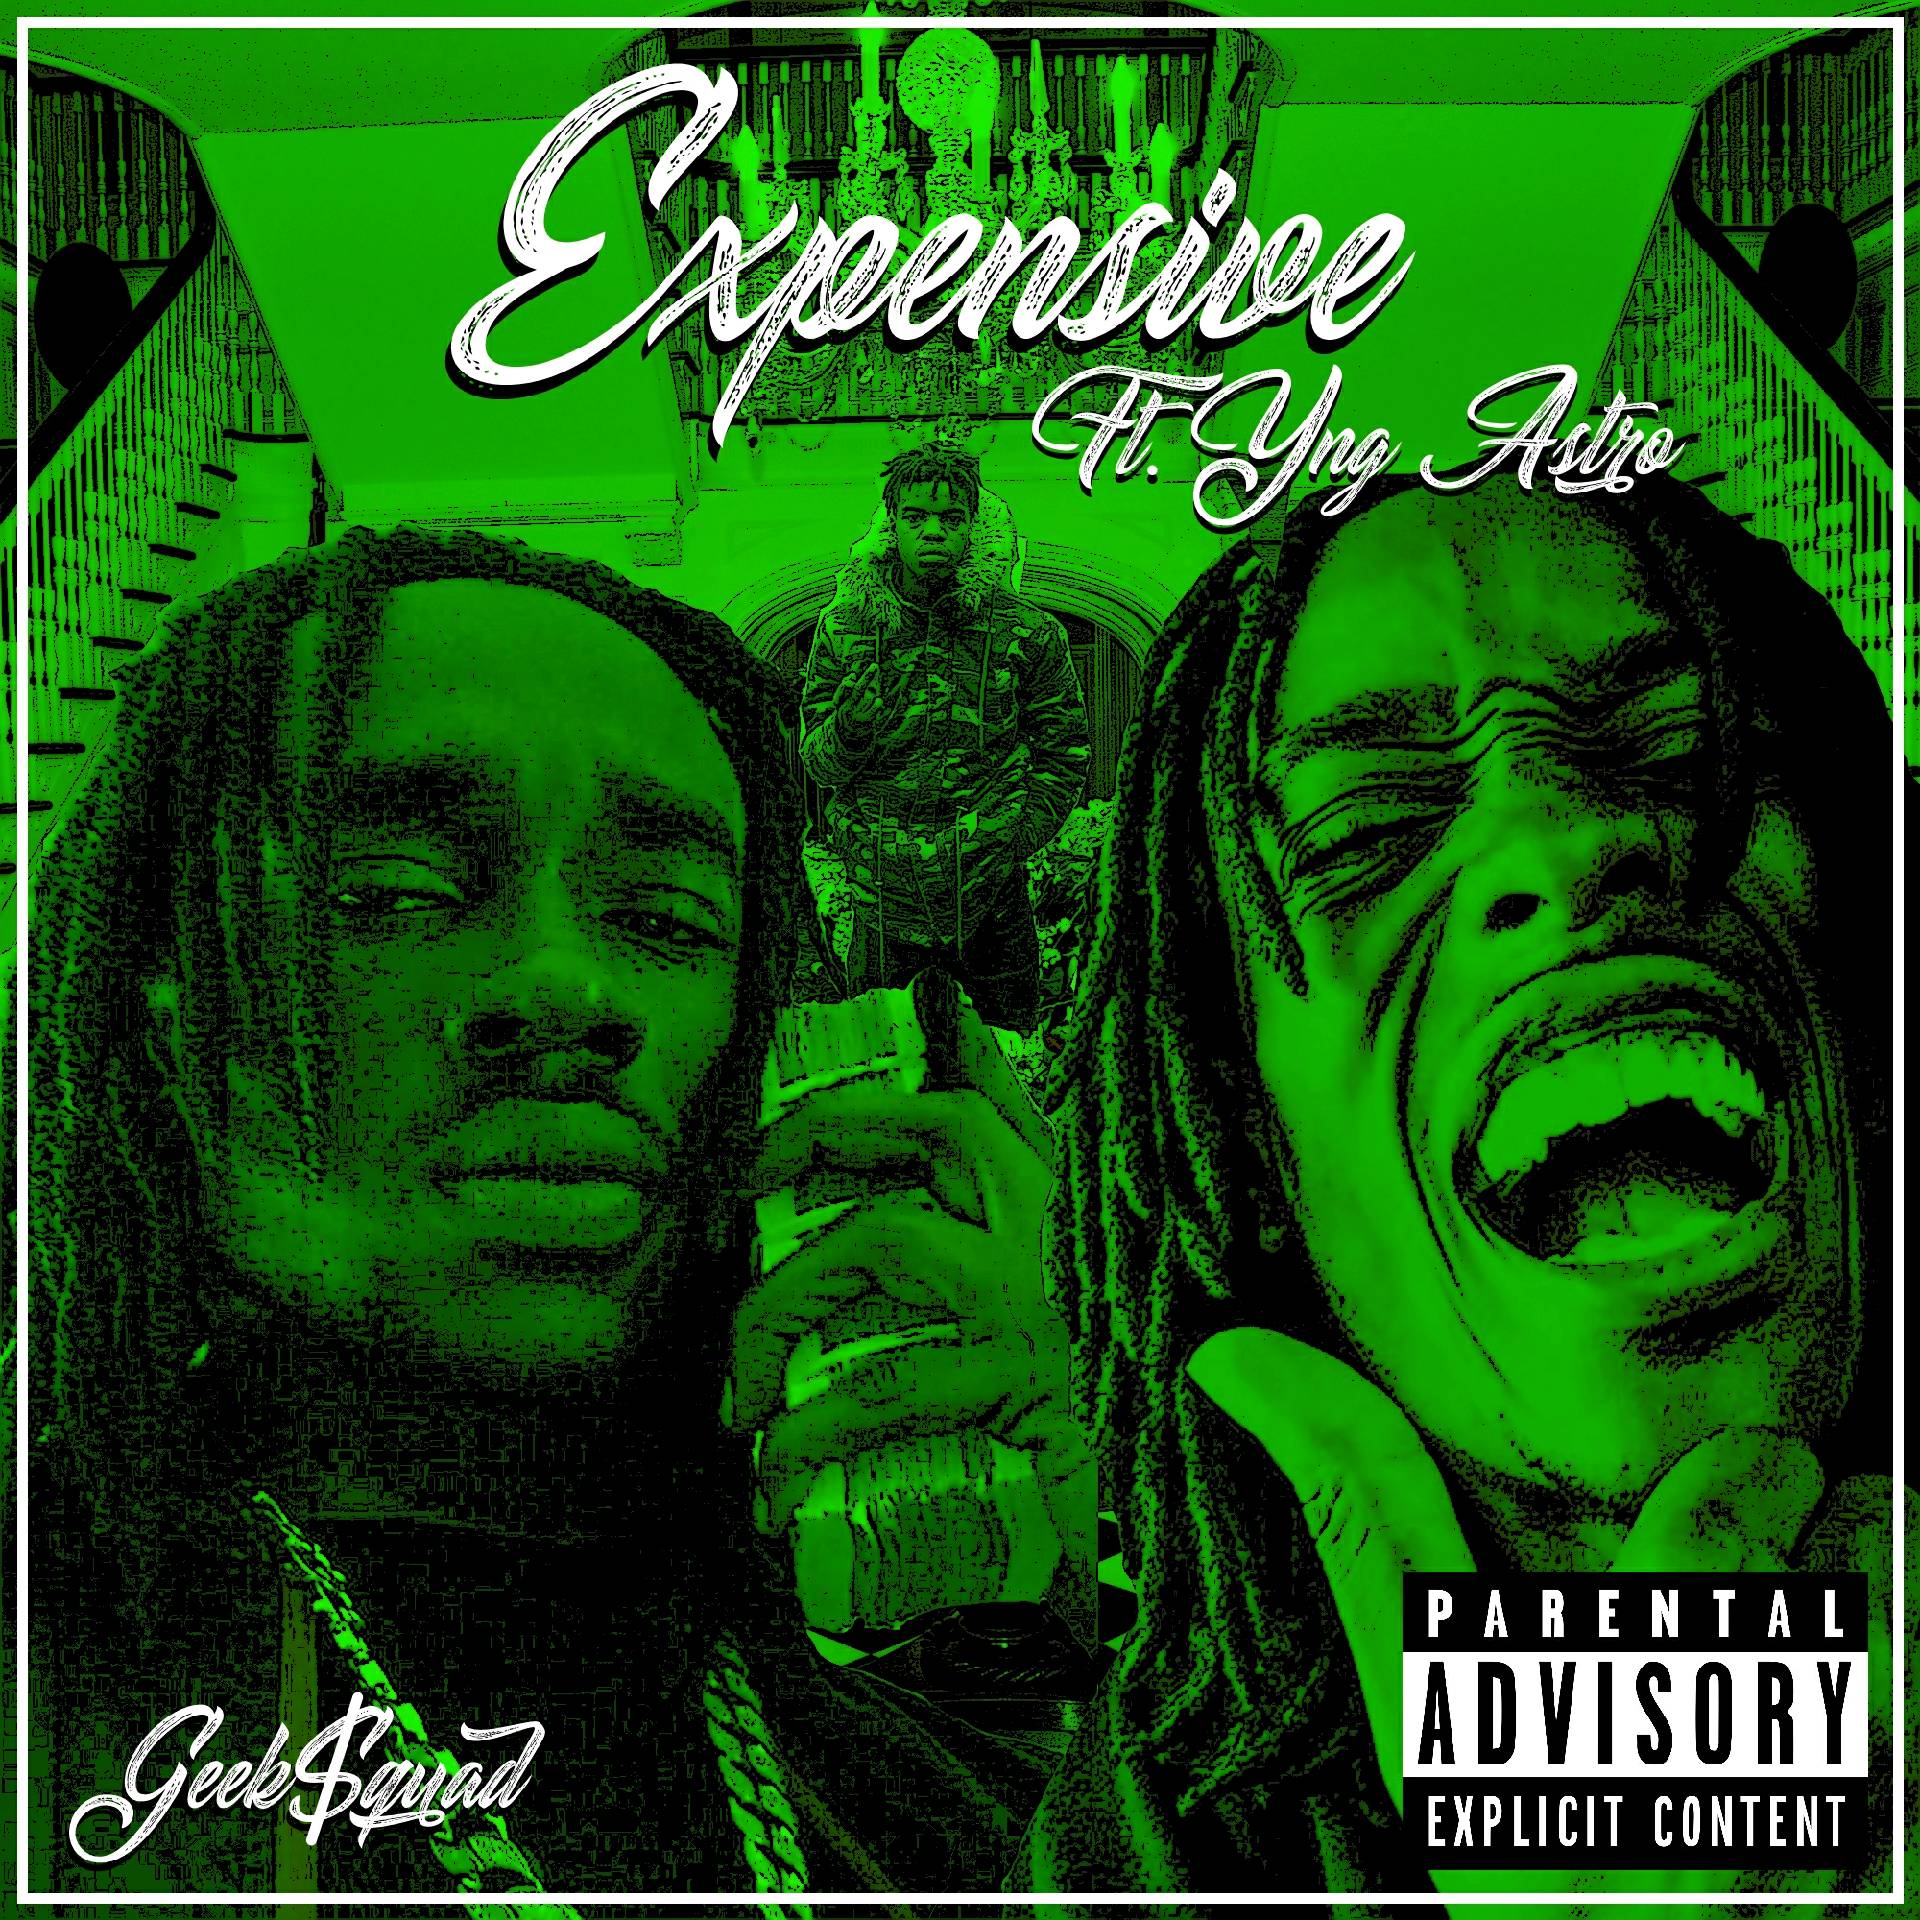 Expensive
Ft. Yng Astro
Geek$quad
PARENTAL
ADVISORY
EXPLICIT CONTENT